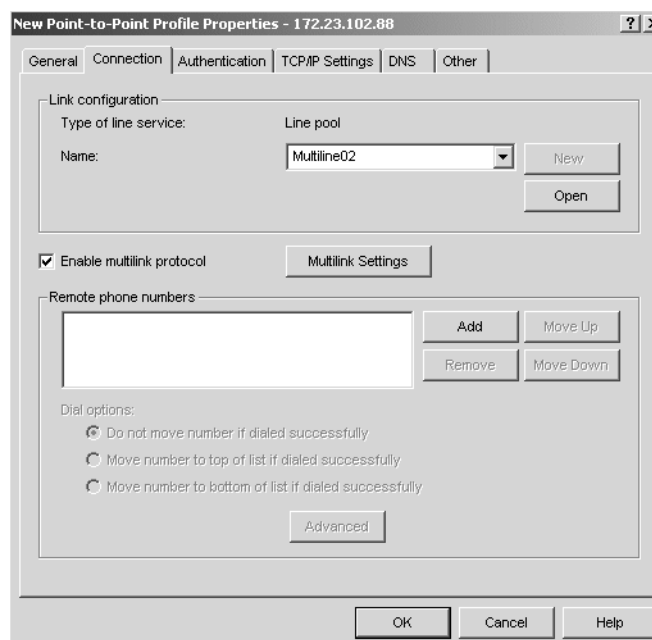 New Point-to-Point Profile Properties - 172.23.102.88
General Connection Authentication TCP/IP Settings DNS Other
Link configuration
Type of line service: Line pool
Name: Multiline02 New
Open
Enable multilink protocol Multilink Settings
Remote phone numbers
Add Move Up
Remove Move Down
Dial options:
Do not move number if dialed successfully
Move number to top of list if dialed successfully
Move number to bottom of list if dialed successfully
Advanced
OK Cancel Help